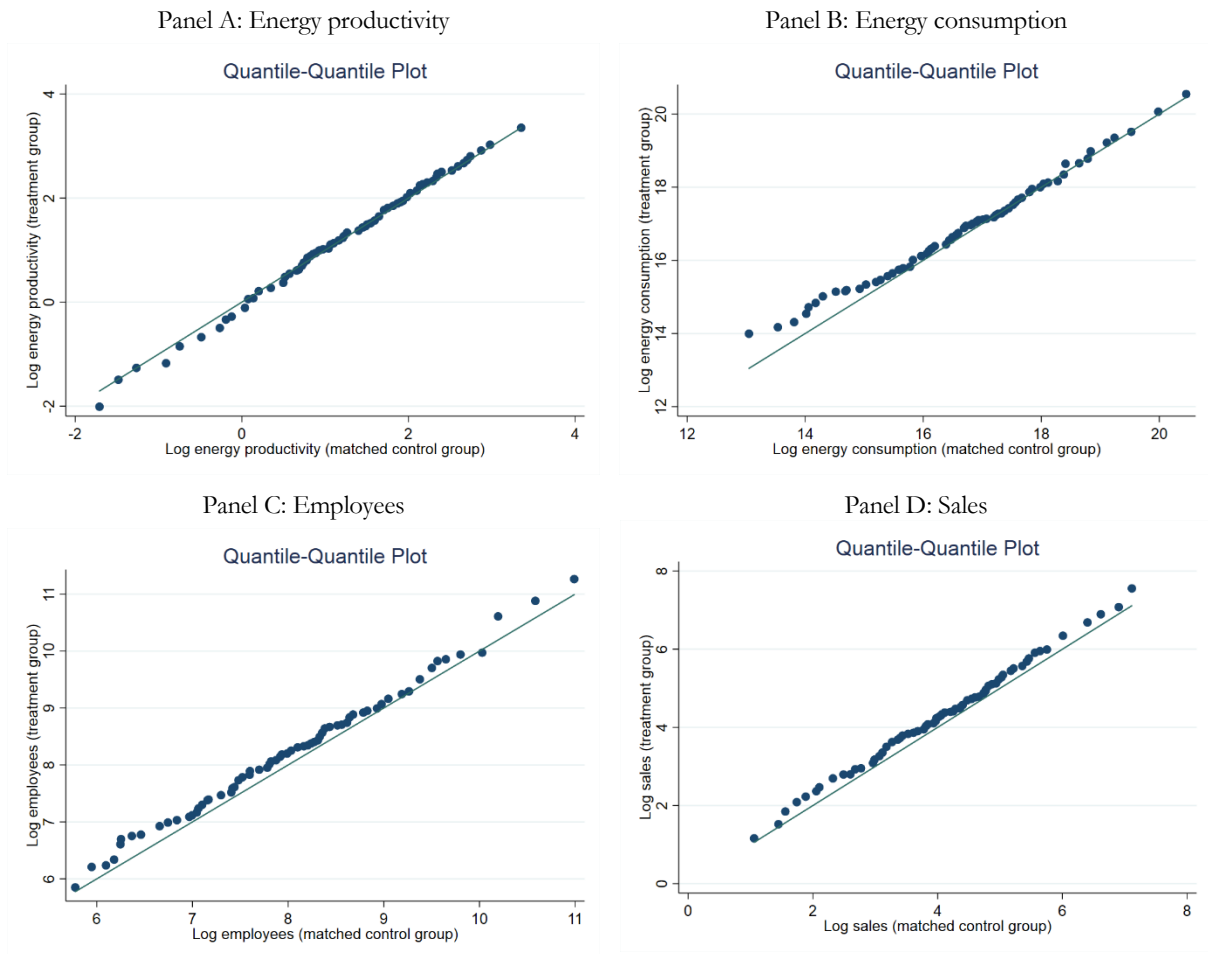 Panel A: Energy productivity
Panel B: Energy consumption
Quantile-Quantile Plot
Log energy productivity (treatment group)
4
2
0
-2
-2
0
2
4
Log energy productivity (matched control group)
Quantile-Quantile Plot
Log energy consumption (treatment group)
20
18
16
14
12
12
14
16
18
20
Log energy consumption (matched control group)
Panel C: Employees
Panel D: Sales
Quantile-Quantile Plot
Log employees (treatment group)
11
10
9
8
7
6
6
7
8
9
10
11
Log employees (matched control group)
Quantile-Quantile Plot
Log sales (treatment group)
8
6
4
2
0
0
2
4
6
8
Log sales (matched control group)